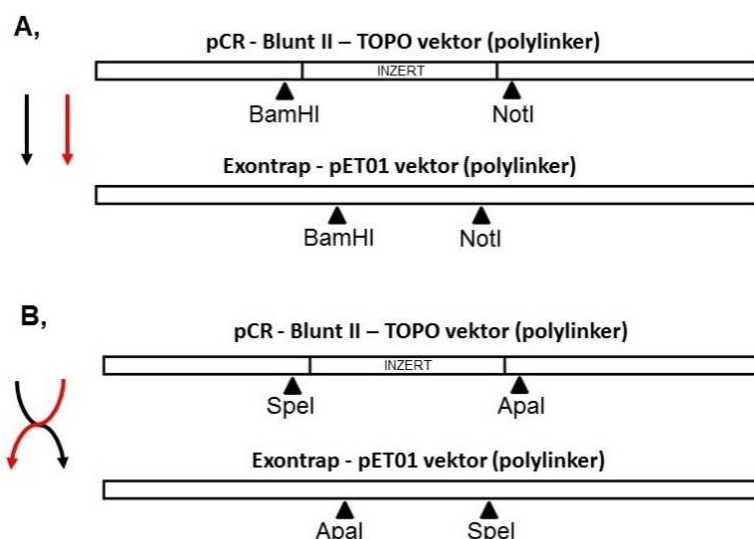 A,
pCR - Blunt II – TOPO vektor (polylinker)
INZERT
BamHI NotI
Exontrap - pET01 vektor (polylinker)
BamHI NotI
B,
pCR - Blunt II – TOPO vektor (polylinker)
INZERT
SpeI ApaI
Exontrap - pET01 vektor (polylinker)
ApaI SpeI